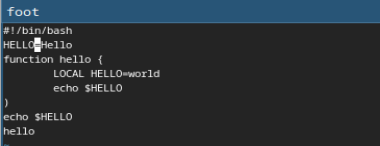 foot
#!/bin/bash
HELLO=Hello
function hello {
        LOCAL HELLO=world
        echo $HELLO
)
echo $HELLO
hello
~